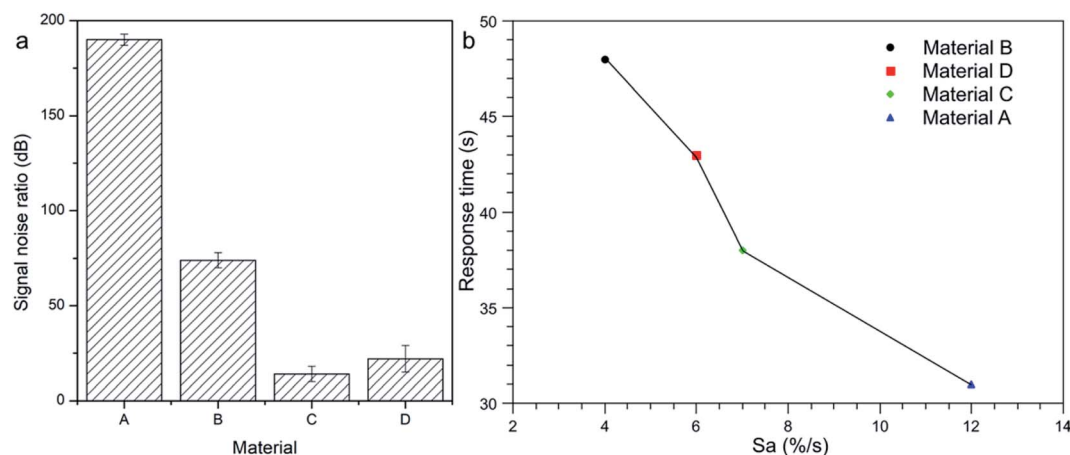 a
200
150
100
50
0
Signal noise ratio (dB)
A B C D
Material
b
50
45
40
35
30
Response time (s)
Material B
Material D
Material C
Material A
2 4 6 8 10 12 14
Sa (%/s)